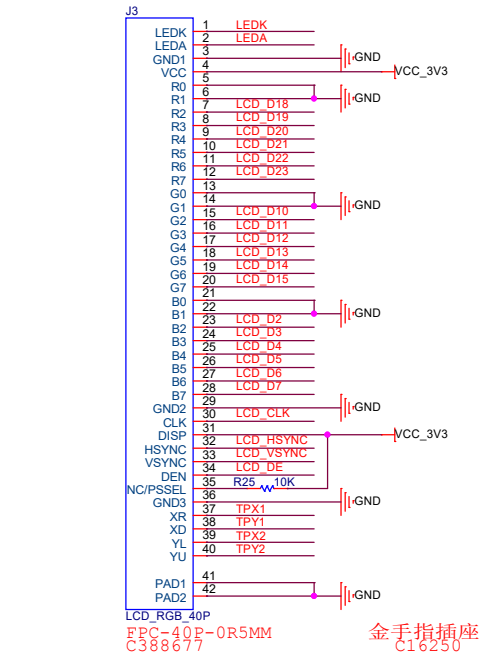 J3
LEDK 1 LEDK
LEDA 2 LEDA
GND1 3 GND
VCC 4 VCC_3V3
R0 5
R1 6 GND
R2 7 LCD_D18
R3 8 LCD_D19
R4 9 LCD_D20
R5 10 LCD_D21
R6 11 LCD_D22
R7 12 LCD_D23
G0 13
G1 14 GND
G2 15 LCD_D10
G3 16 LCD_D11
G4 17 LCD_D12
G5 18 LCD_D13
G6 19 LCD_D14
G7 20 LCD_D15
B0 21
B1 22 GND
B2 23 LCD_D2
B3 24 LCD_D3
B4 25 LCD_D4
B5 26 LCD_D5
B6 27 LCD_D6
B7 28 LCD_D7
GND2 29 GND
CLK 30 LCD_CLK
DISP 31 VCC_3V3
HSYNC 32 LCD_HSYNC
VSYNC 33 LCD_VSYNC
DEN 34 LCD_DE
NC/PSSEL 35 R25 10K
GND3 36 GND
XR 37 TPX1
XD 38 TPY1
YL 39 TPX2
YU 40 TPY2
PAD1 41
PAD2 42 GND
LCD_RGB_40P
FPC-40P-0R5MM 金手指插座
C388677 C16250